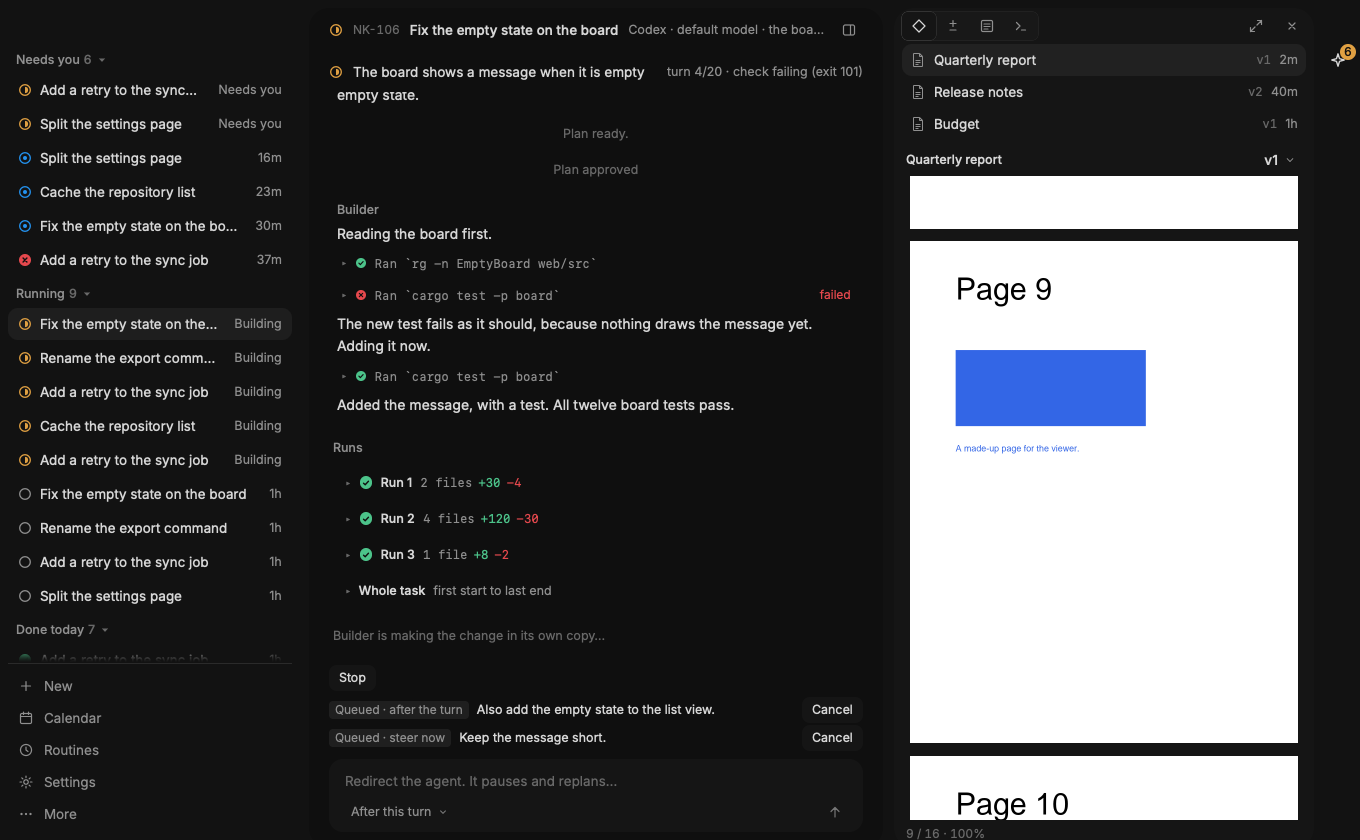 Needs you 6
Add a retry to the sync... Needs you
Split the settings page Needs you
Split the settings page 16m
Cache the repository list 23m
Fix the empty state on the bo... 30m
Add a retry to the sync job 37m
Running 9
Fix the empty state on the... Building
Rename the export comm... Building
Add a retry to the sync job Building
Cache the repository list Building
Add a retry to the sync job Building
Fix the empty state on the board 1h
Rename the export command 1h
Add a retry to the sync job 1h
Split the settings page 1h
Done today 7
Add a retry to the sync job 1h
New
Calendar
Routines
Settings
More
NK-106 Fix the empty state on the board Codex · default model · the boa...
The board shows a message when it is empty turn 4/20 · check failing (exit 101)
empty state.
Plan ready.
Plan approved
Builder
Reading the board first.
Ran `rg -n EmptyBoard web/src`
Ran `cargo test -p board` failed
The new test fails as it should, because nothing draws the message yet.
Adding it now.
Ran `cargo test -p board`
Added the message, with a test. All twelve board tests pass.
Runs
Run 1 2 files +30 −4
Run 2 4 files +120 −30
Run 3 1 file +8 −2
Whole task first start to last end
Builder is making the change in its own copy...
Stop
Queued · after the turn Also add the empty state to the list view. Cancel
Queued · steer now Keep the message short. Cancel
Redirect the agent. It pauses and replans...
After this turn
Quarterly report v1 2m
Release notes v2 40m
Budget v1 1h
Quarterly report v1
Page 9
A made-up page for the viewer.
Page 10
9 / 16 · 100%
6